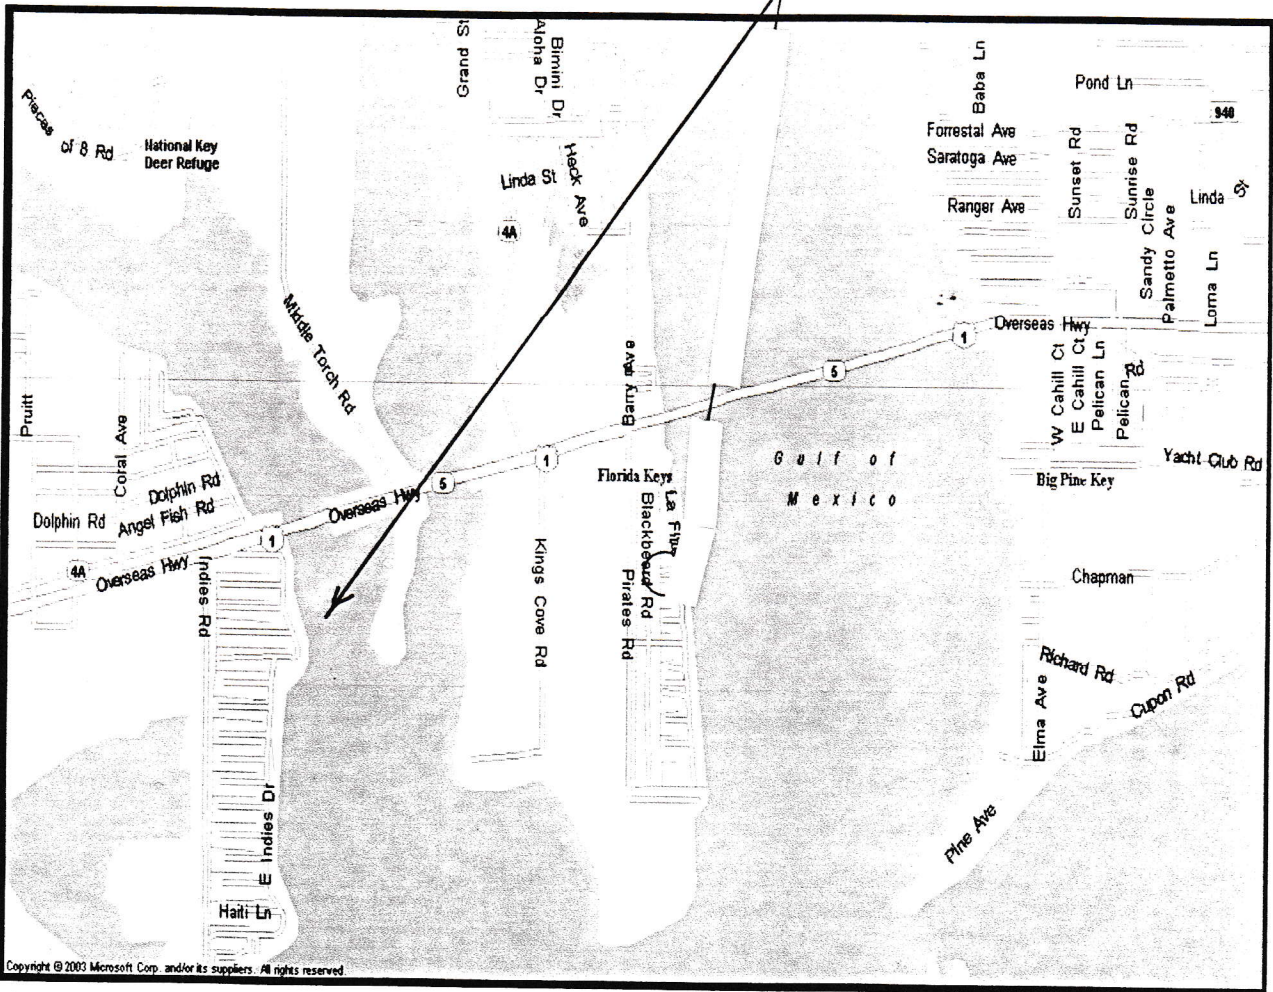 Grand St
Aloha Dr
Bimini Dr
Baba Ln
Pond Ln
940
Pieces
of 8 Rd
National Key
Deer Refuge
Forrestal Ave
Saratoga Ave
Sunset Rd
Sunrise Rd
Linda St
Heck Ave
Ranger Ave
Sandy Circle
Palmetto Ave
Linda St
4A
Loma Ln
Middle Torch Rd
Overseas Hwy
1
5
Barry Ave
W Cahill Ct
E Cahill Ct
Pelican Ln
Pelican Rd
Pruitt
Coral Ave
1
Gulf of
Mexico
Yacht Club Rd
Florida Keys
Big Pine Key
5
Dolphin Rd
Angel Fish Rd
Dolphin Rd
Overseas Hwy
La
Blackbeard Rd
1
4A
Overseas Hwy
Indies Rd
Kings Cove Rd
Pirates Rd
Chapman
Richard Rd
Elma Ave
Cupon Rd
E Indies Dr
Pine Ave
Haiti Ln
Copyright © 2003 Microsoft Corp. and/or its suppliers. All rights reserved.